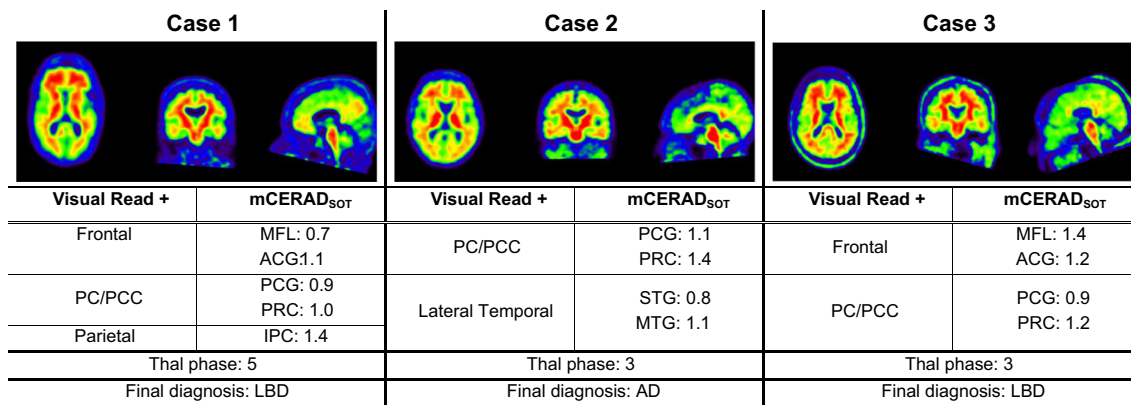 Case 1
Case 2
Case 3
Visual Read + mCERADSOT Visual Read + mCERADSOT Visual Read + mCERADSOT
Frontal
MFL: 0.7
ACG1.1
PC/PCC
PCG: 0.9
PRC: 1.0
Parietal
IPC: 1.4
PC/PCC
PCG: 1.1
PRC: 1.4
Lateral Temporal
STG: 0.8
MTG: 1.1
Frontal
MFL: 1.4
ACG: 1.2
PC/PCC
PCG: 0.9
PRC: 1.2
Thal phase: 5
Thal phase: 3
Thal phase: 3
Final diagnosis: LBD
Final diagnosis: AD
Final diagnosis: LBD